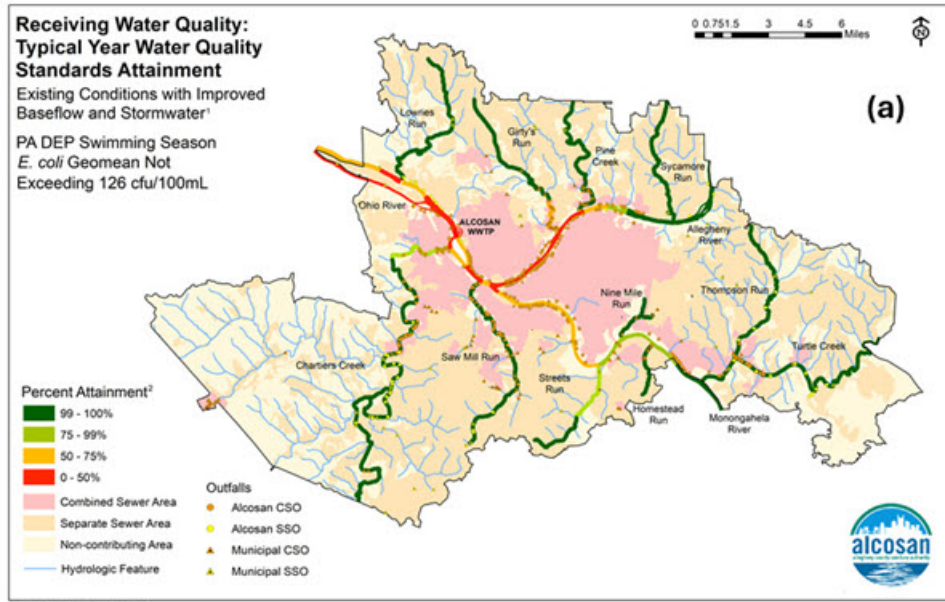 Receiving Water Quality:
Typical Year Water Quality
Standards Attainment
Existing Conditions with Improved
Baseflow and Stormwater¹
PA DEP Swimming Season
E. coli Geomean Not
Exceeding 126 cfu/100mL
0 0.75 1.5 3 4.5 6
Miles
N
(a)
Lowries
Run
Girty's
Run
Pine
Creek
Sycamore
Run
Ohio River
ALCOSAN
WWTP
Allegheny
River
Thompson Run
Nine Mile
Run
Turtle Creek
Chartiers Creek
Saw Mill Run
Streets
Run
Homestead
Run
Monongahela
River
Percent Attainment²
99 - 100%
75 - 99%
50 - 75%
0 - 50%
Combined Sewer Area
Separate Sewer Area
Non-contributing Area
Hydrologic Feature
Outfalls
Alcosan CSO
Alcosan SSO
Municipal CSO
Municipal SSO
alcosan